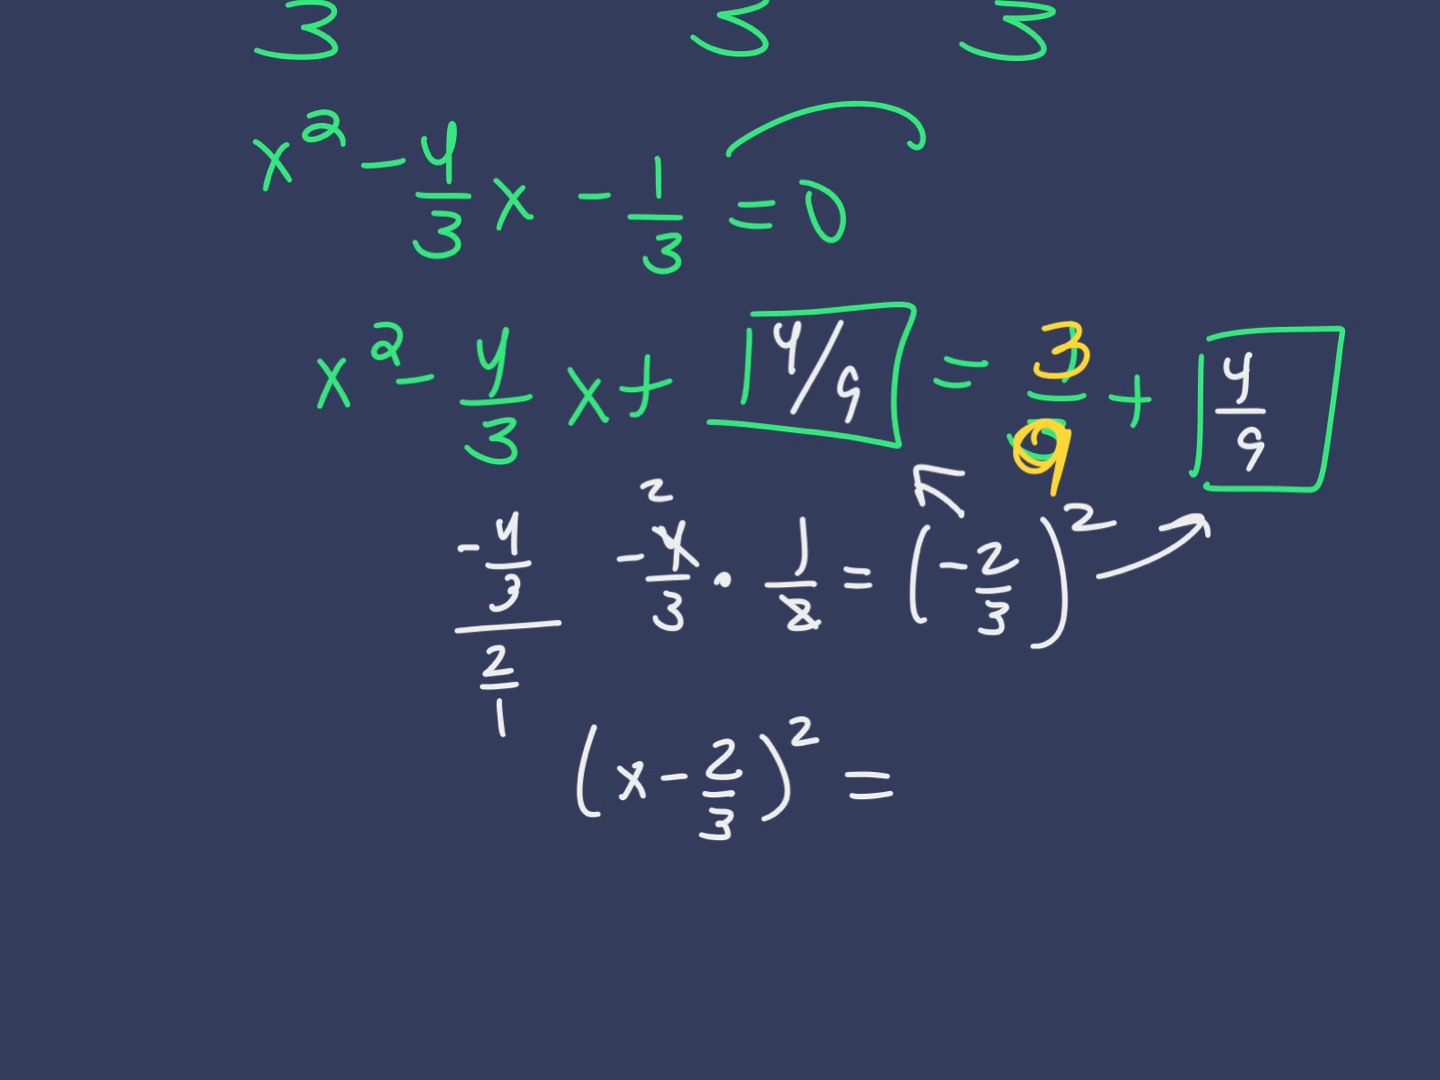 3 3 3
x² - 4/3 x - 1/3 = 0
x² - 4/3 x + 4/9 = 3/9 + 4/9
-4/3 / 2/1 -4/3 · 1/2 = (-2/3)²
2
(x - 2/3)² =